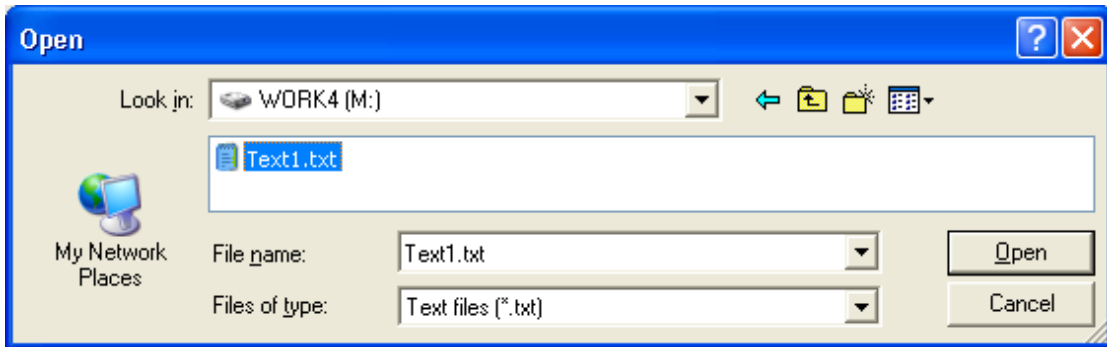 Open
Look in: WORK4 (M:)
Text1.txt
My Network
Places
File name: Text1.txt Open
Files of type: Text files (*.txt) Cancel